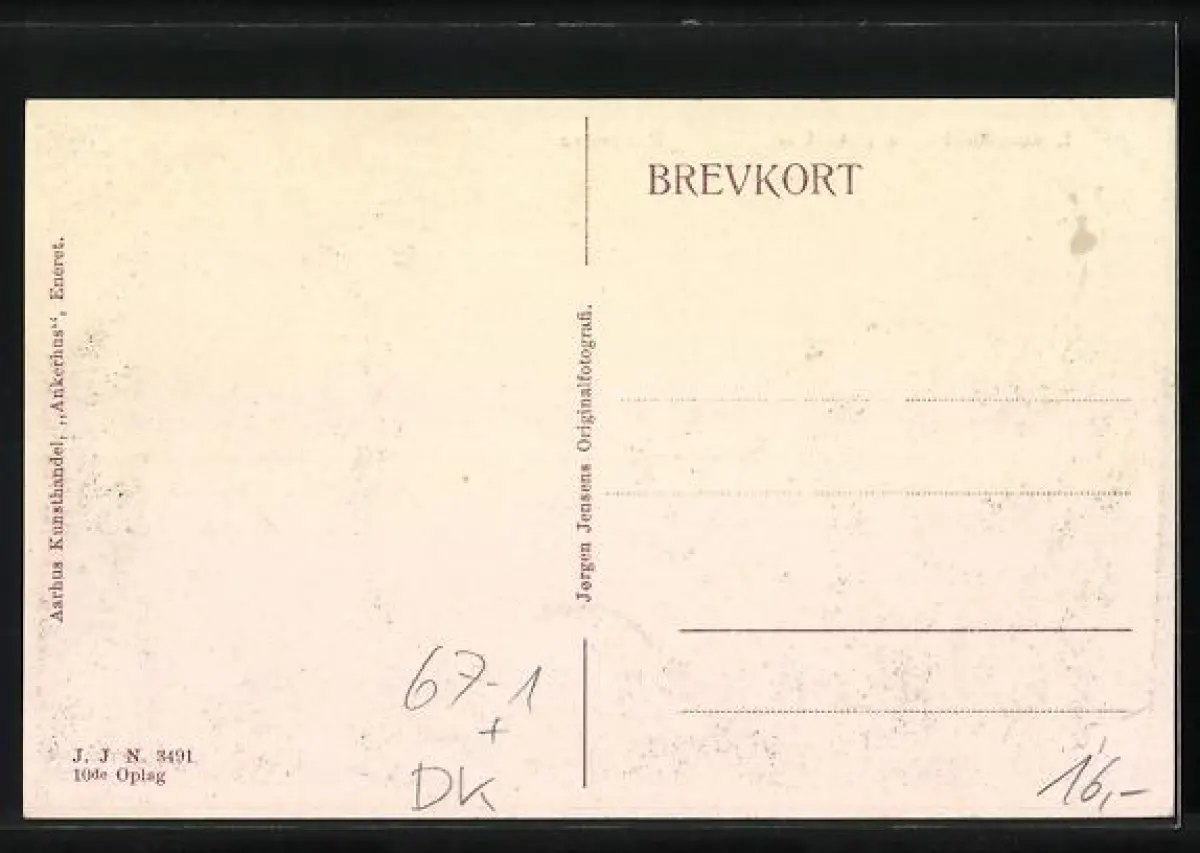 BREVKORT
Aarhus Kunsthandel, „Ankerhus“, Eneret.
Jørgen Jensens Originalfotografi.
67-1
+
DK
J. J. N. 3491
10de Oplag
16,-